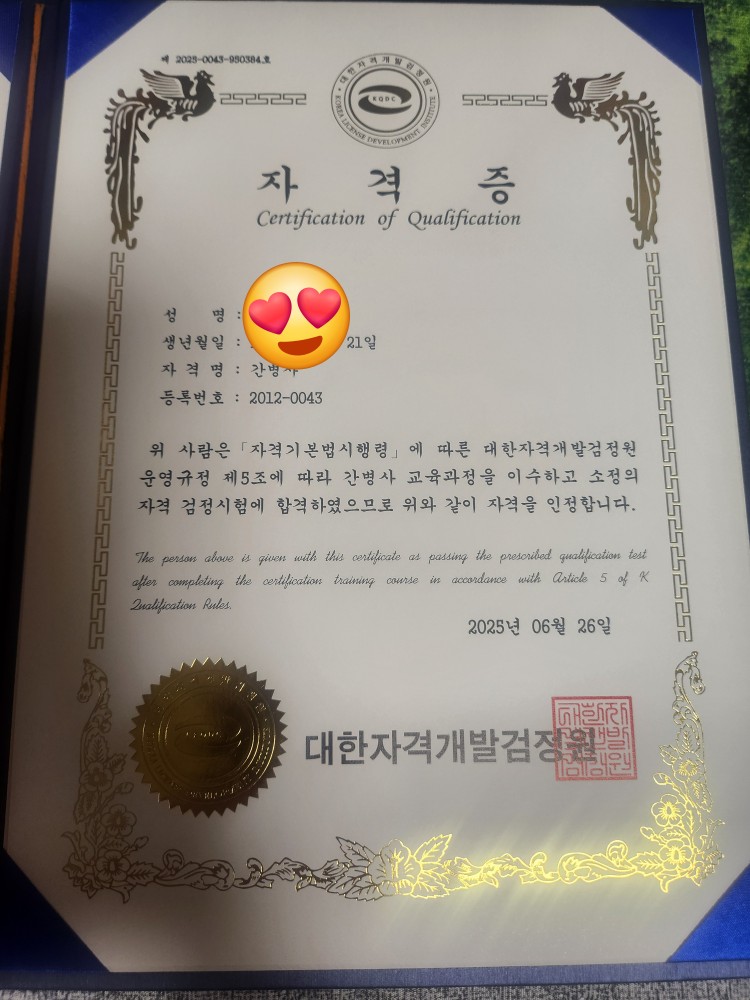 제 2025-0043-950384호
대한자격개발검정원
KQDC
KOREA LICENSE DEVELOPMENT INSTITUTE
자 격 증
Certification of Qualification
성 명 :
생년월일 : 21일
자 격 명 : 간병사
등록번호 : 2012-0043
위 사람은「자격기본법시행령」에 따른 대한자격개발검정원
운영규정 제5조에 따라 간병사 교육과정을 이수하고 소정의
자격 검정시험에 합격하였으므로 위와 같이 자격을 인정합니다.
The person above is given with this certificate as passing the prescribed qualification test
after completing the certification training course in accordance with Article 5 of K
Qualification Rules.
2025년 06월 26일
대한자격개발검정원